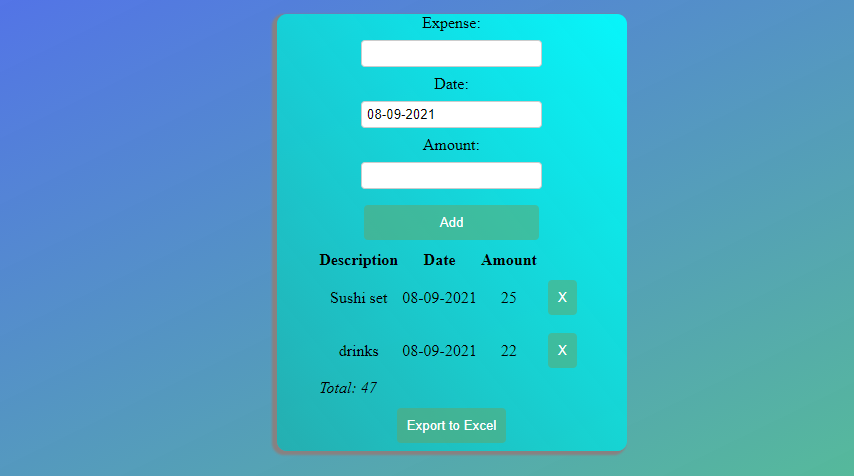 Expense:
Date:
08-09-2021
Amount:
Add
Description Date Amount
Sushi set 08-09-2021 25 X
drinks 08-09-2021 22 X
Total: 47
Export to Excel